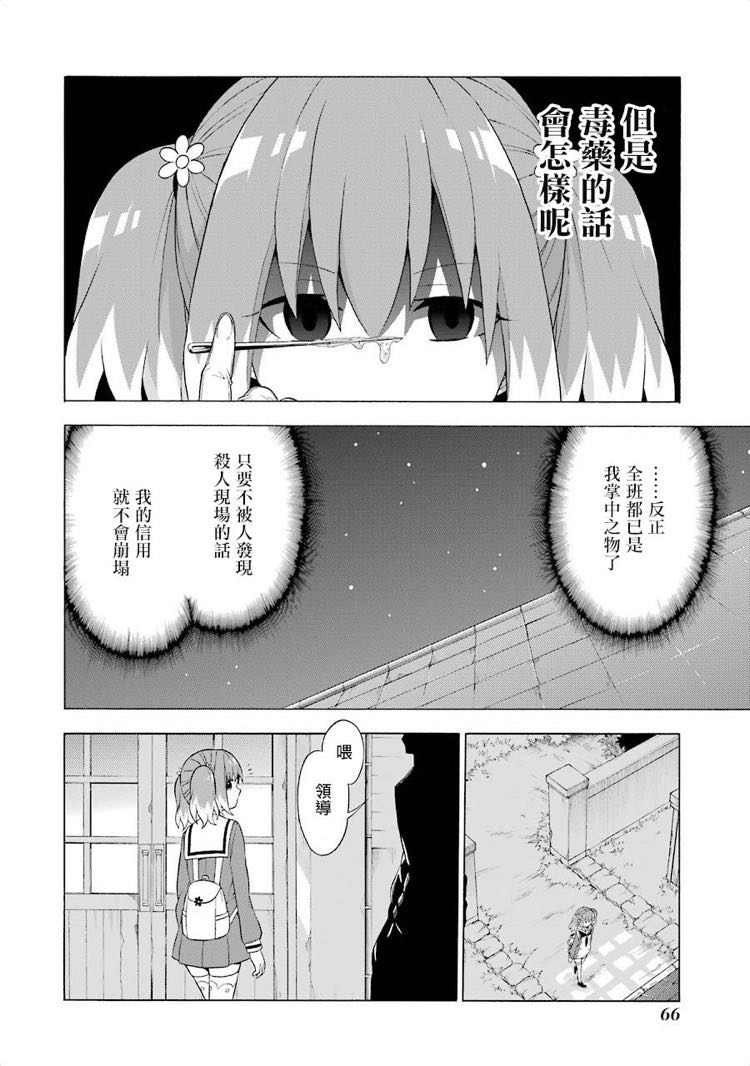 但是
毒藥的話
會怎樣呢
……反正
全班都已是
我掌中之物了
只要不被人發現
殺人現場的話
我的信用
就不會崩塌
喂
領導
66